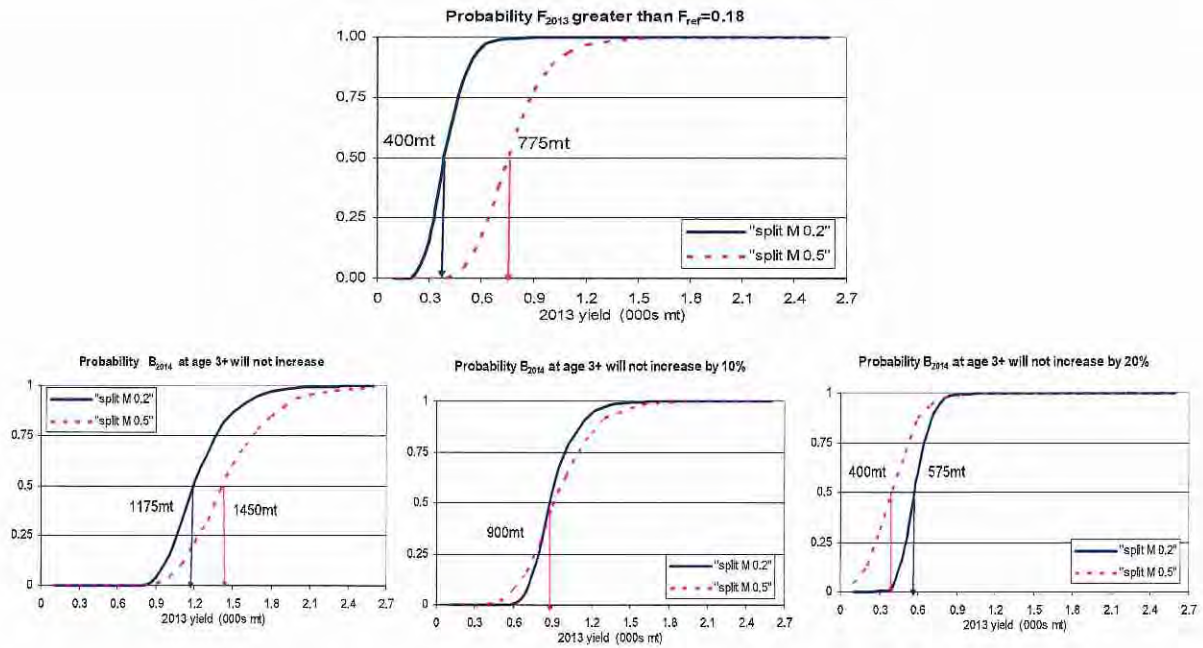 Probability F2013 greater than Fref=0.18
1.00
0.75
0.50
0.25
0.00
400mt
775mt
"split M 0.2"
"split M 0.5"
0 0.3 0.6 0.9 1.2 1.5 1.8 2.1 2.4 2.7
2013 yield (000s mt)
Probability B2014 at age 3+ will not increase
1
0.75
0.5
0.25
0
"split M 0.2"
"split M 0.5"
1175mt
1450mt
0 0.3 0.6 0.9 1.2 1.5 1.8 2.1 2.4 2.7
2013 yield (000s mt)
Probability B2014 at age 3+ will not increase by 10%
1
0.75
0.5
0.25
0
900mt
"split M 0.2"
"split M 0.5"
0 0.3 0.6 0.9 1.2 1.5 1.8 2.1 2.4 2.7
2013 yield (000s mt)
Probability B2014 at age 3+ will not increase by 20%
1
0.75
0.5
0.25
0
400mt
575mt
"split M 0.2"
"split M 0.5"
0 0.3 0.6 0.9 1.2 1.5 1.8 2.1 2.4 2.7
2013 yield (000s mt)